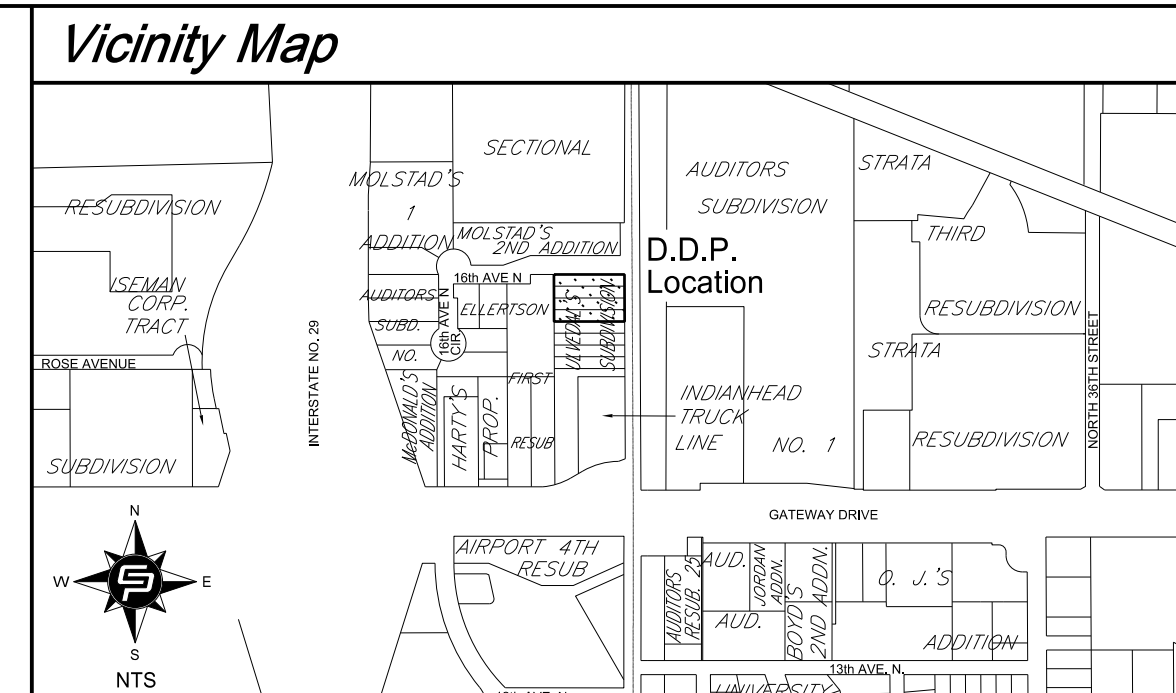 Vicinity Map
SECTIONAL
AUDITORS
SUBDIVISION
STRATA
MOLSTAD'S
1
ADDITION
RESUBDIVISION
MOLSTAD'S
2ND ADDITION
D.D.P.
Location
THIRD
RESUBDIVISION
ISEMAN
CORP.
TRACT
16th AVE N
AUDITORS
SUBD.
NO.
16th AVE N
CIR
ELLERTSON
FIRST
RESUB
ULVEDAL'S
SUBDIVISION
ROSE AVENUE
INTERSTATE NO. 29
McDONALD'S
ADDITION
HARTY'S
PROP.
INDIANHEAD
TRUCK
LINE
NO. 1
STRATA
RESUBDIVISION
NORTH 36TH STREET
SUBDIVISION
GATEWAY DRIVE
N
W
E
S
NTS
AIRPORT 4TH
RESUB
AUDITORS
RESUB. 25
AUD.
AUD.
JORDAN
ADDN.
BOYD'S
2ND ADDN.
O. J.'S
ADDITION
13th AVE. N.
UNIVERSITY